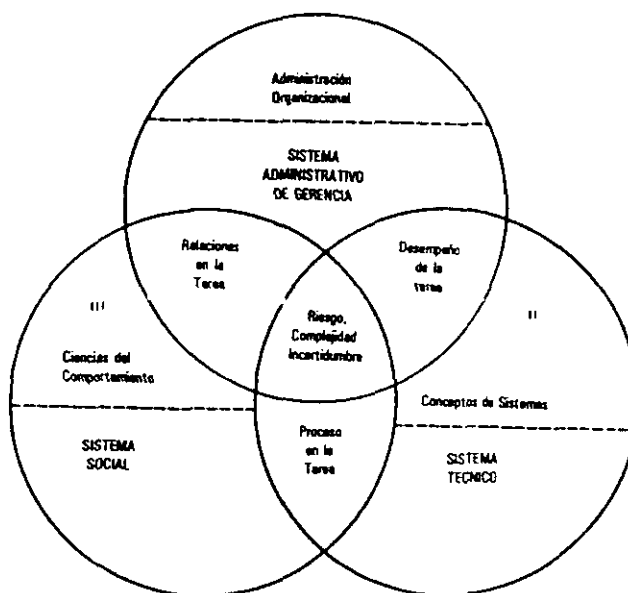 Administración
Organizacional
SISTEMA
ADMINISTRATIVO
DE GERENCIA
Relaciones
en la
Tarea
Desempeño
de la
tarea
Riesgo,
Complejidad
Incertidumbre
III
Ciencias del
Comportamiento
SISTEMA
SOCIAL
II
Conceptos de Sistemas
SISTEMA
TECNICO
Proceso
en la
Tarea